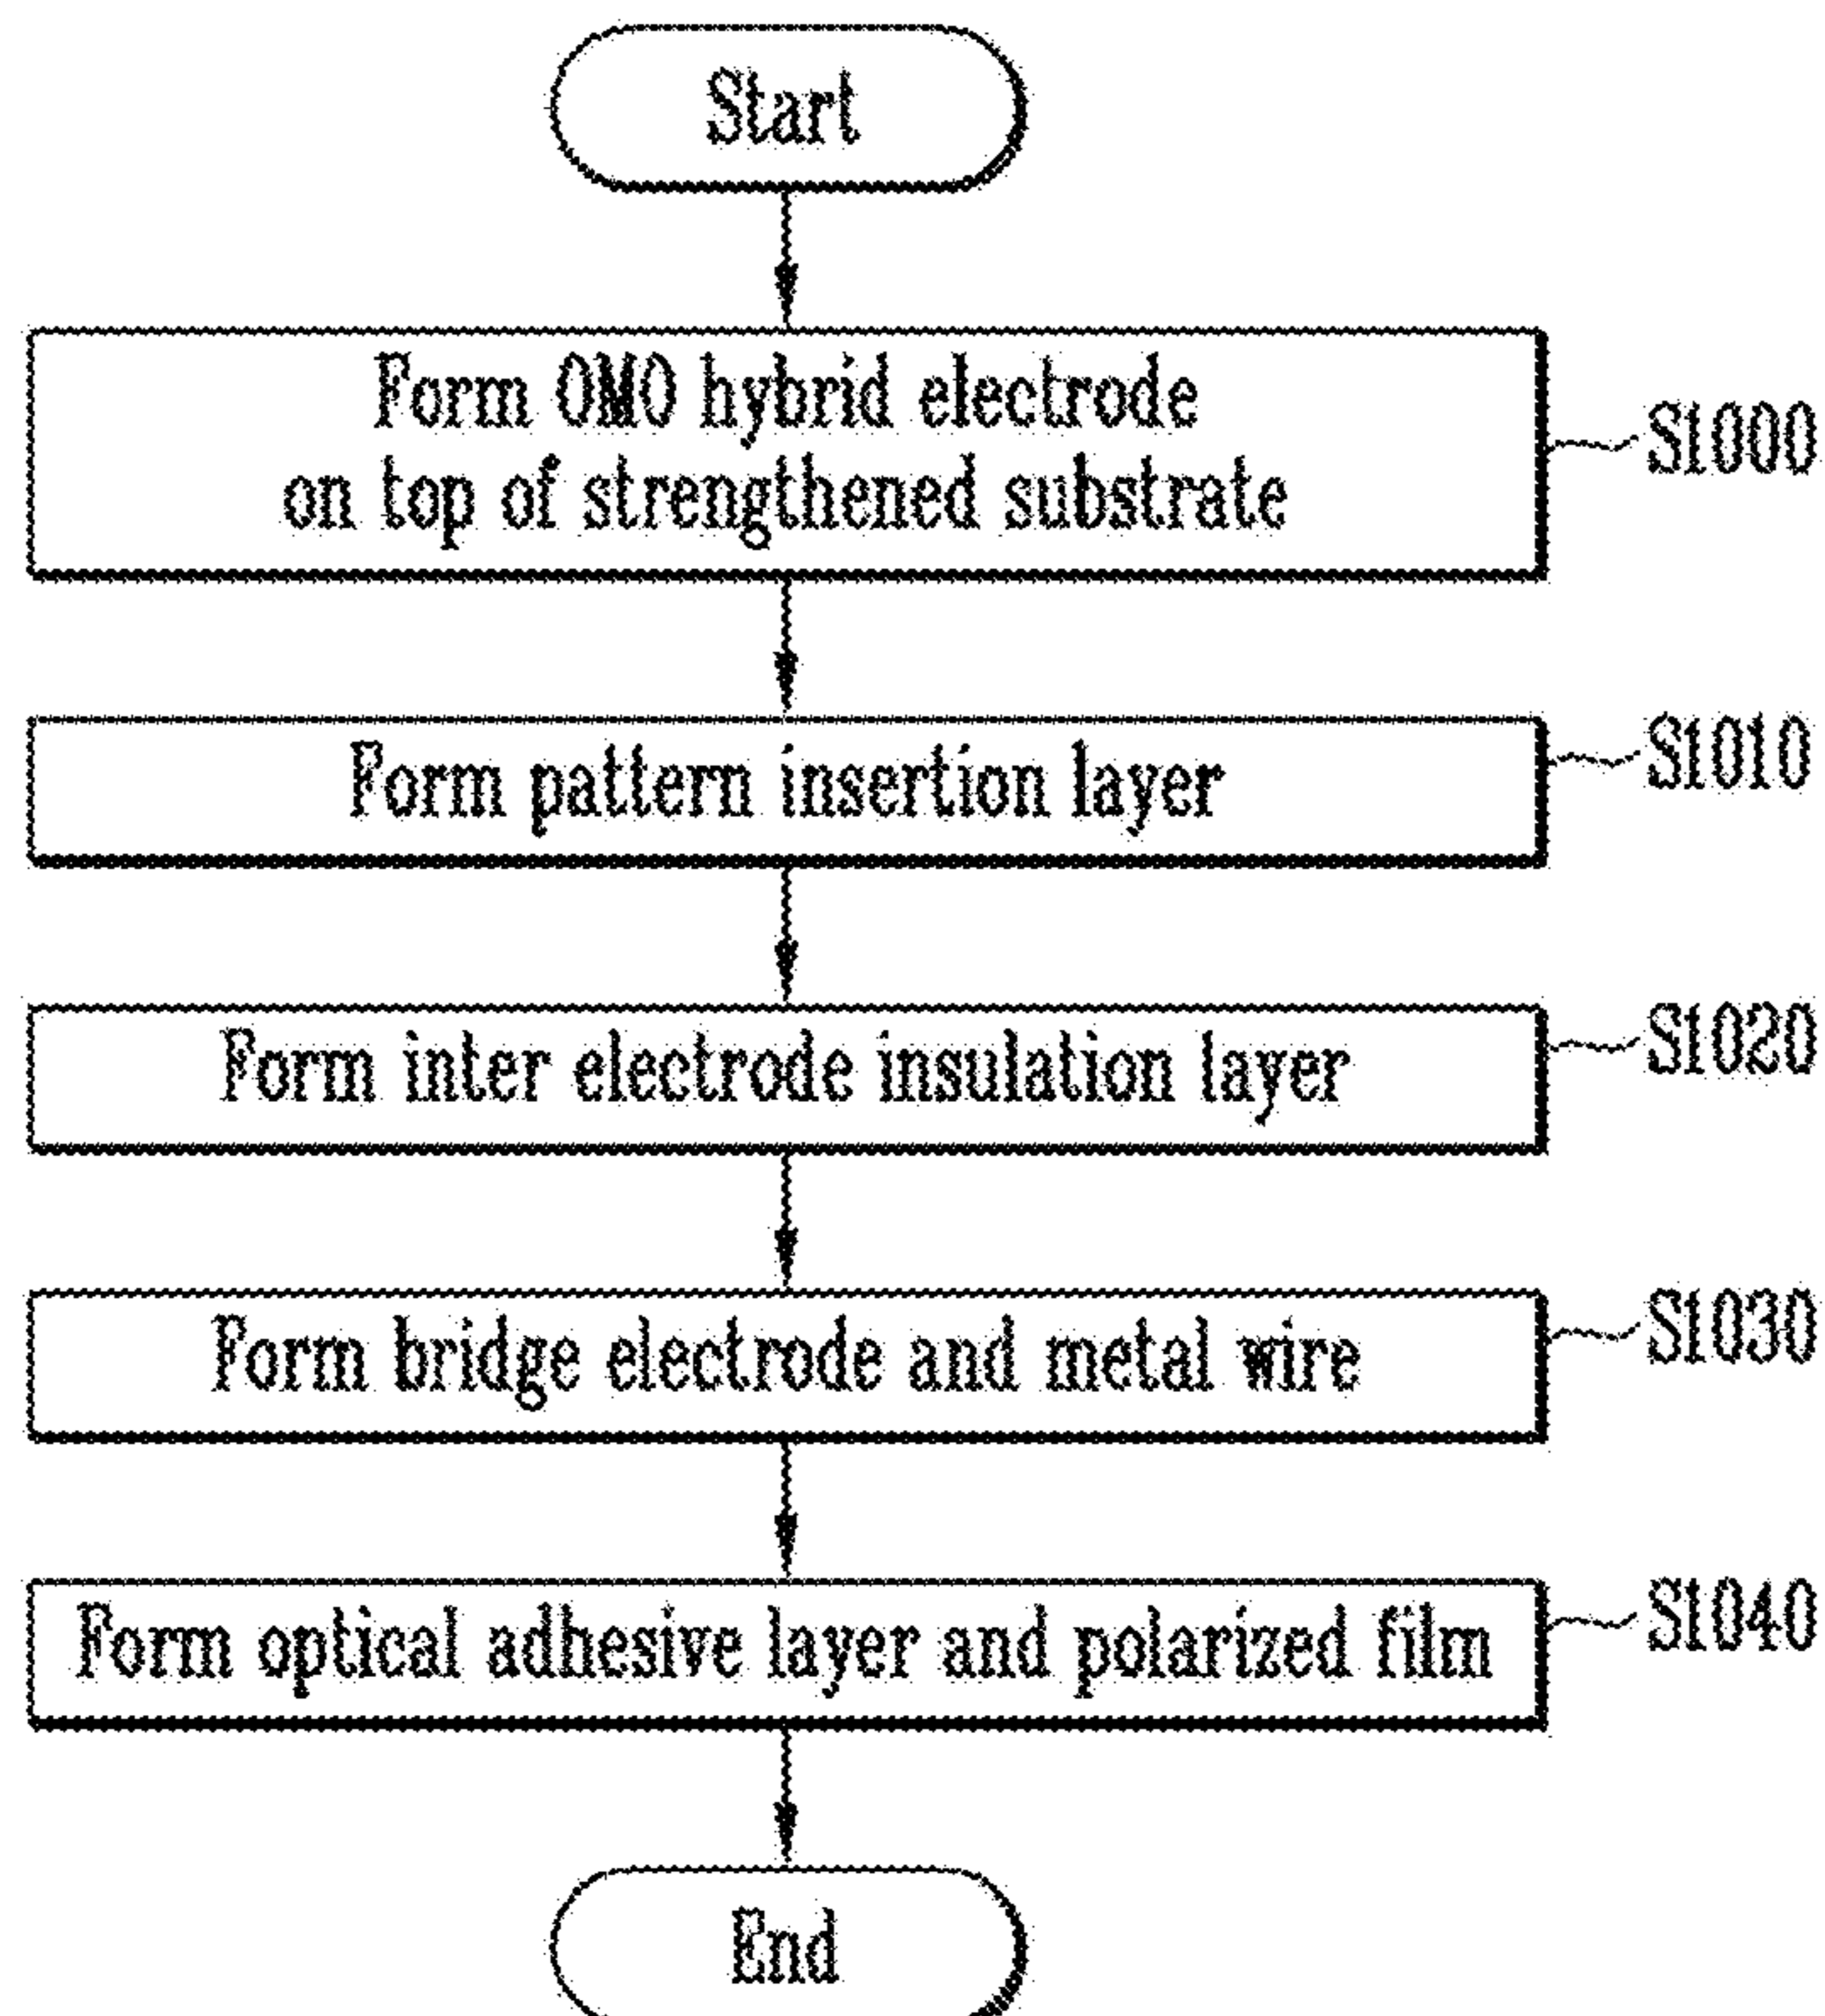 Start
Form OMO hybrid electrode
on top of strengthened substrate
S1000
Form pattern insertion layer
S1010
Form inter electrode insulation layer
S1020
Form bridge electrode and metal wire
S1030
Form optical adhesive layer and polarized film
S1040
End